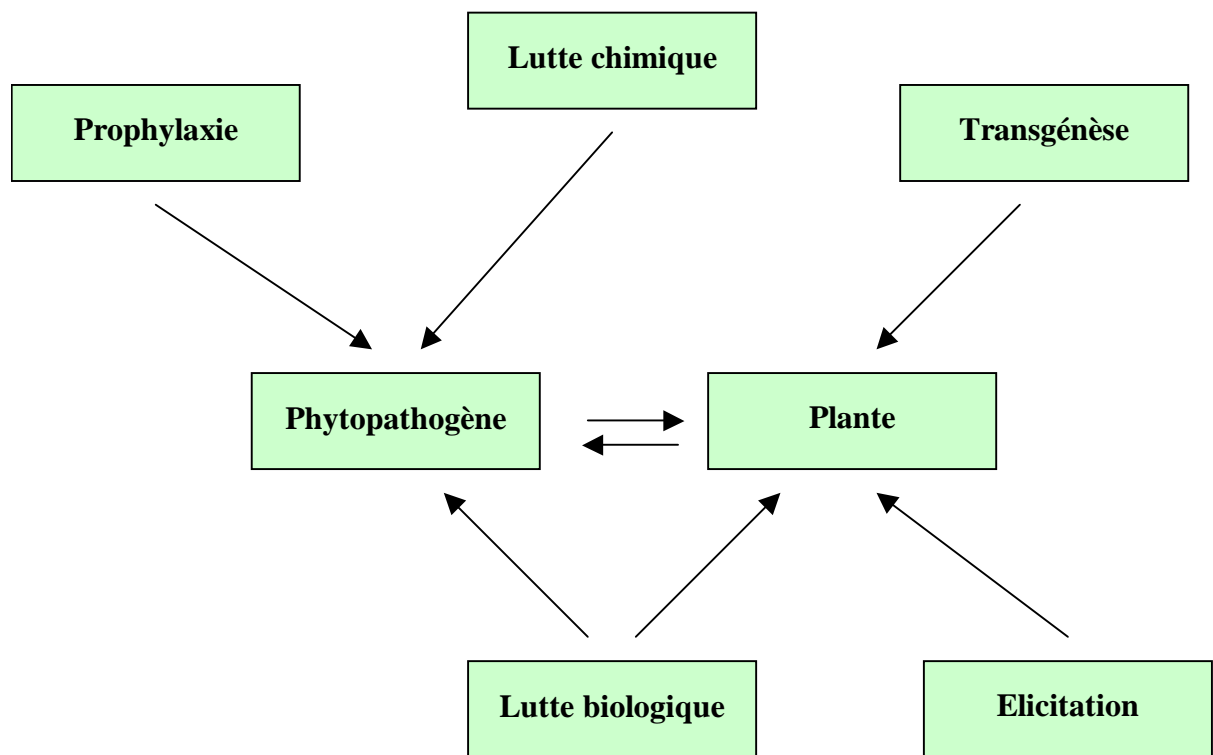 Lutte chimique
Prophylaxie
Transgénèse
Phytopathogène
Plante
Lutte biologique
Elicitation